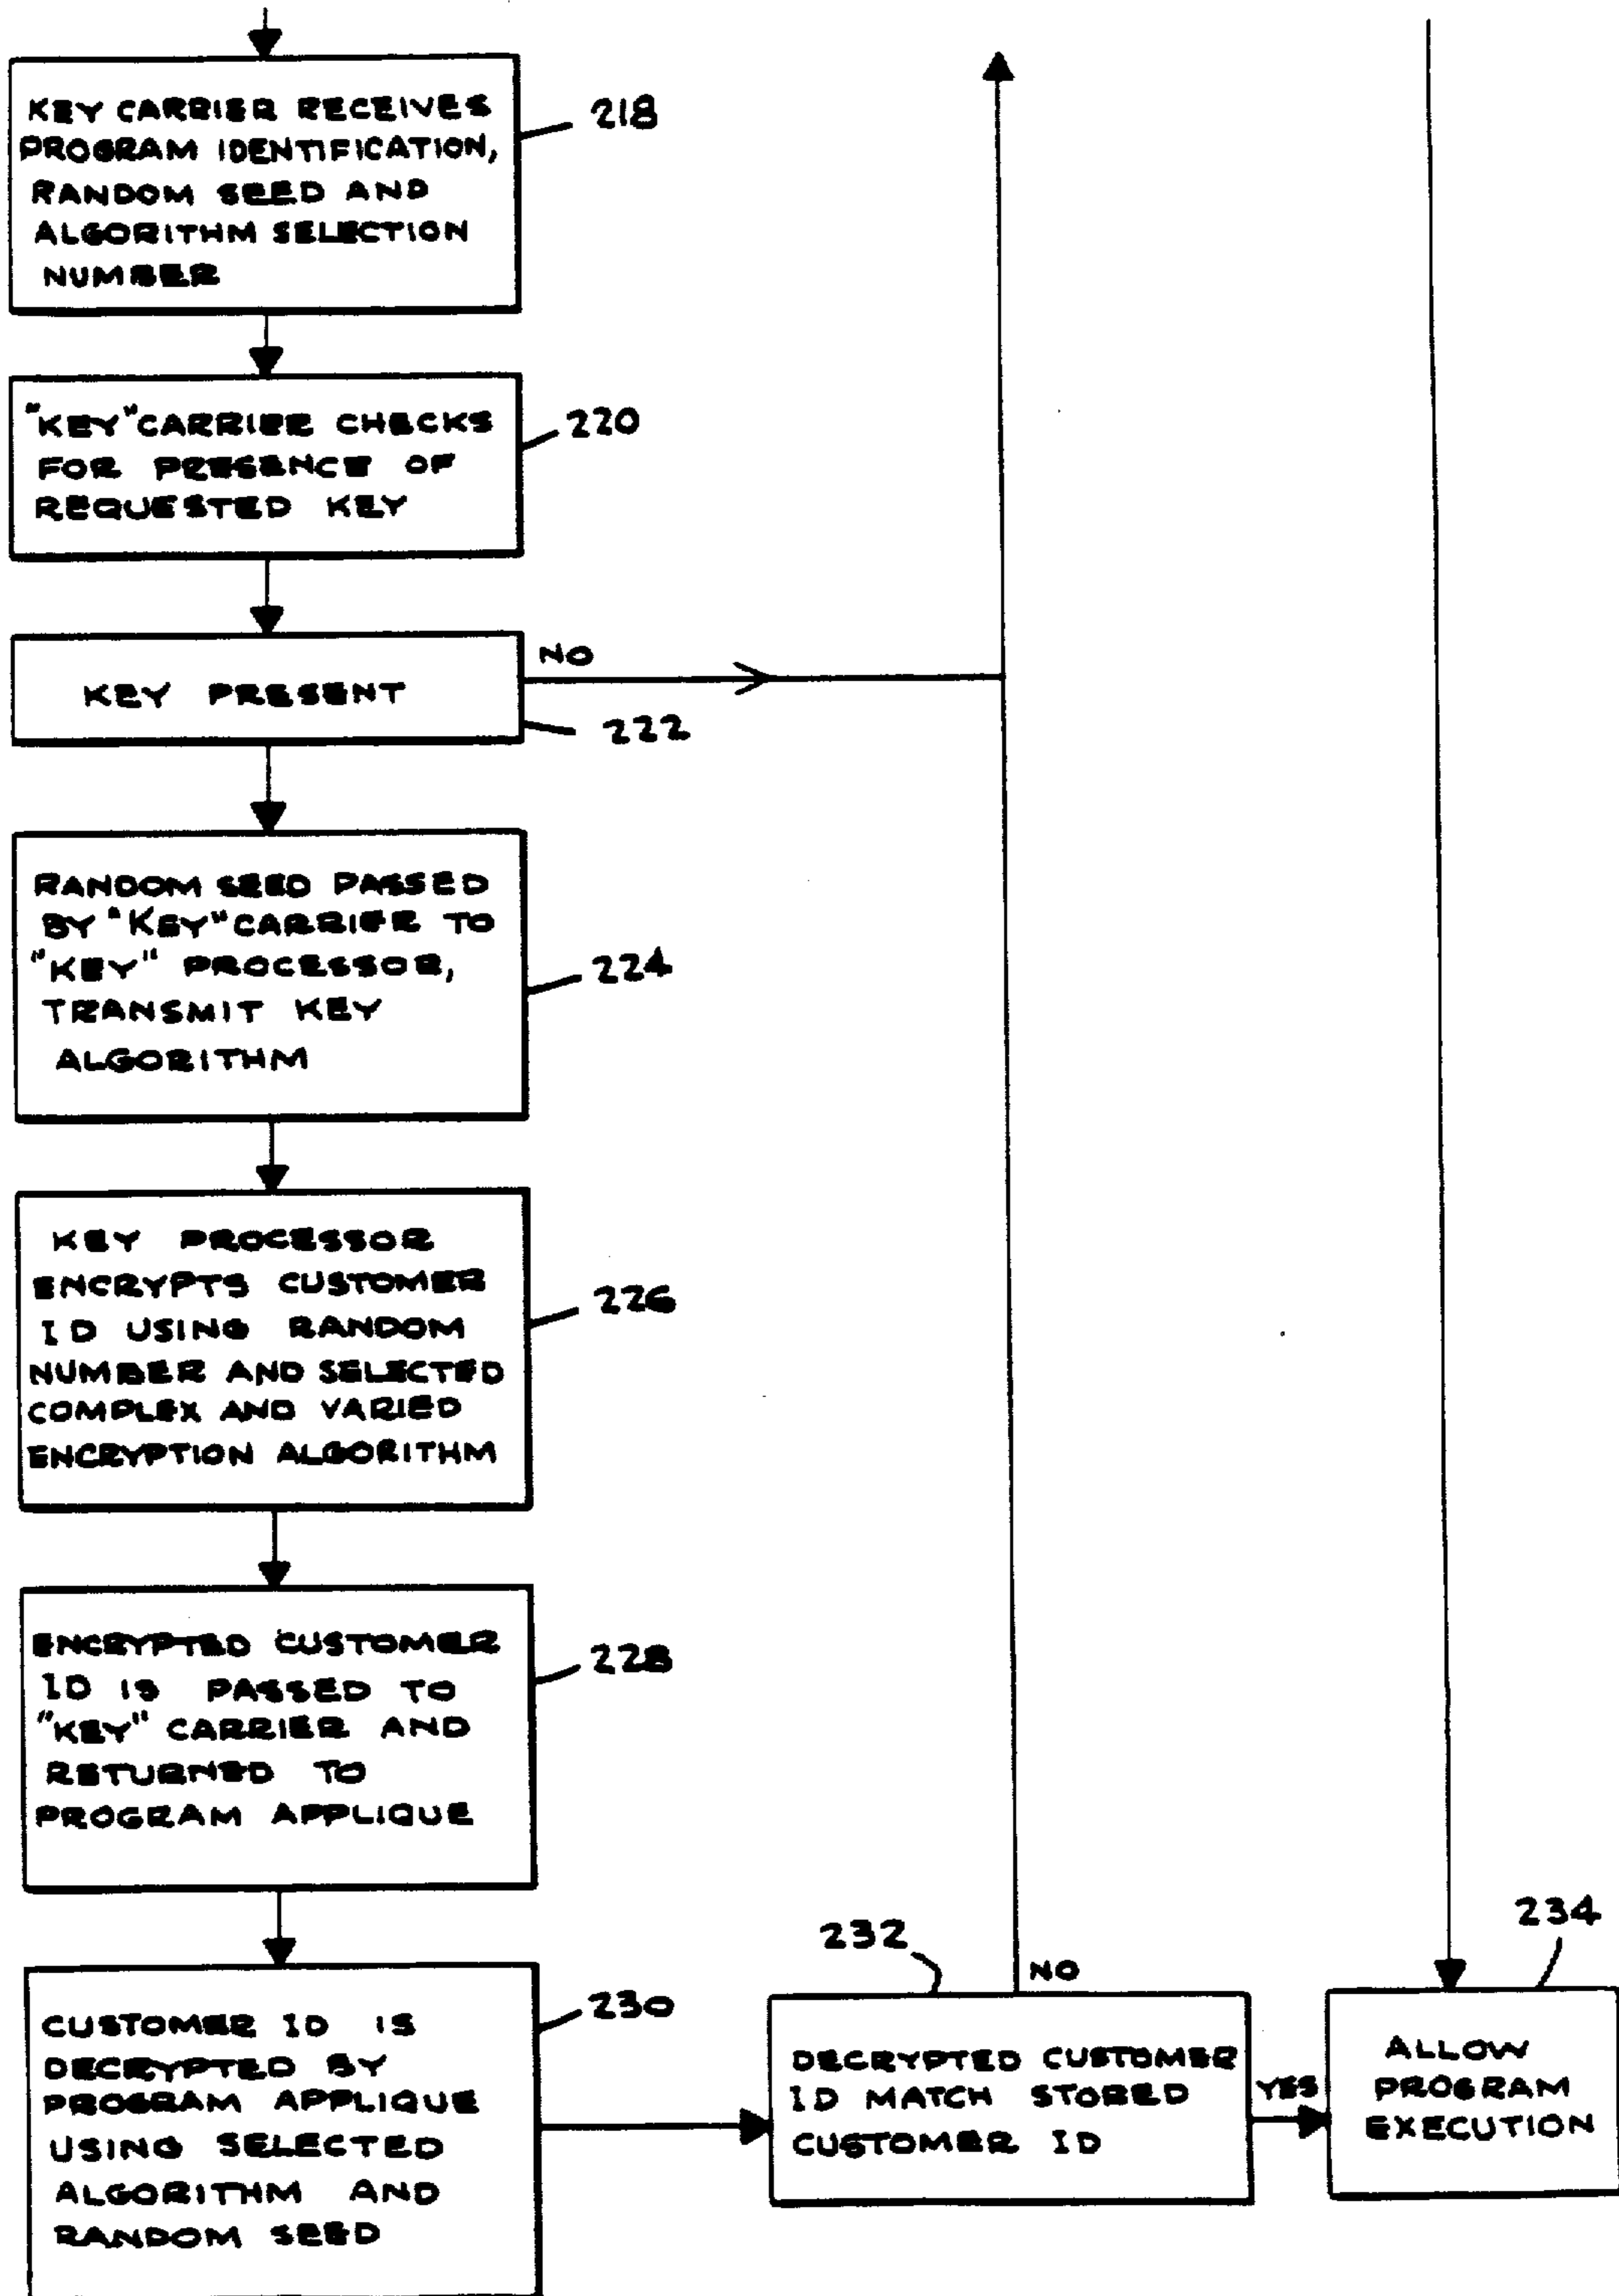 KEY CARRIER RECEIVES
PROGRAM IDENTIFICATION,
RANDOM SEED AND
ALGORITHM SELECTION
NUMBER
218
"KEY" CARRIER CHECKS
FOR PRESENCE OF
REQUESTED KEY
220
KEY PRESENT
NO
222
RANDOM SEED PASSED
BY "KEY" CARRIER TO
"KEY" PROCESSOR,
TRANSMIT KEY
ALGORITHM
224
KEY PROCESSOR
ENCRYPTS CUSTOMER
ID USING RANDOM
NUMBER AND SELECTED
COMPLEX AND VARIED
ENCRYPTION ALGORITHM
226
ENCRYPTED CUSTOMER
ID IS PASSED TO
"KEY" CARRIER AND
RETURNED TO
PROGRAM APPLIQUE
228
CUSTOMER ID IS
DECRYPTED BY
PROGRAM APPLIQUE
USING SELECTED
ALGORITHM AND
RANDOM SEED
230
232
NO
DECRYPTED CUSTOMER
ID MATCH STORED
CUSTOMER ID
YES
234
ALLOW
PROGRAM
EXECUTION